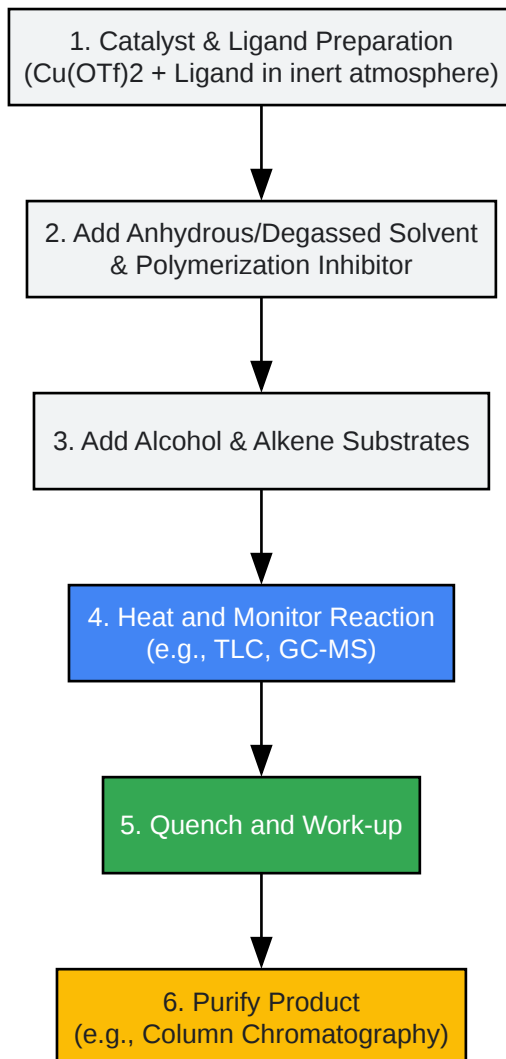 1. Catalyst & Ligand Preparation
(Cu(OTf)2 + Ligand in inert atmosphere)
2. Add Anhydrous/Degassed Solvent
& Polymerization Inhibitor
3. Add Alcohol & Alkene Substrates
4. Heat and Monitor Reaction
(e.g., TLC, GC-MS)
5. Quench and Work-up
6. Purify Product
(e.g., Column Chromatography)